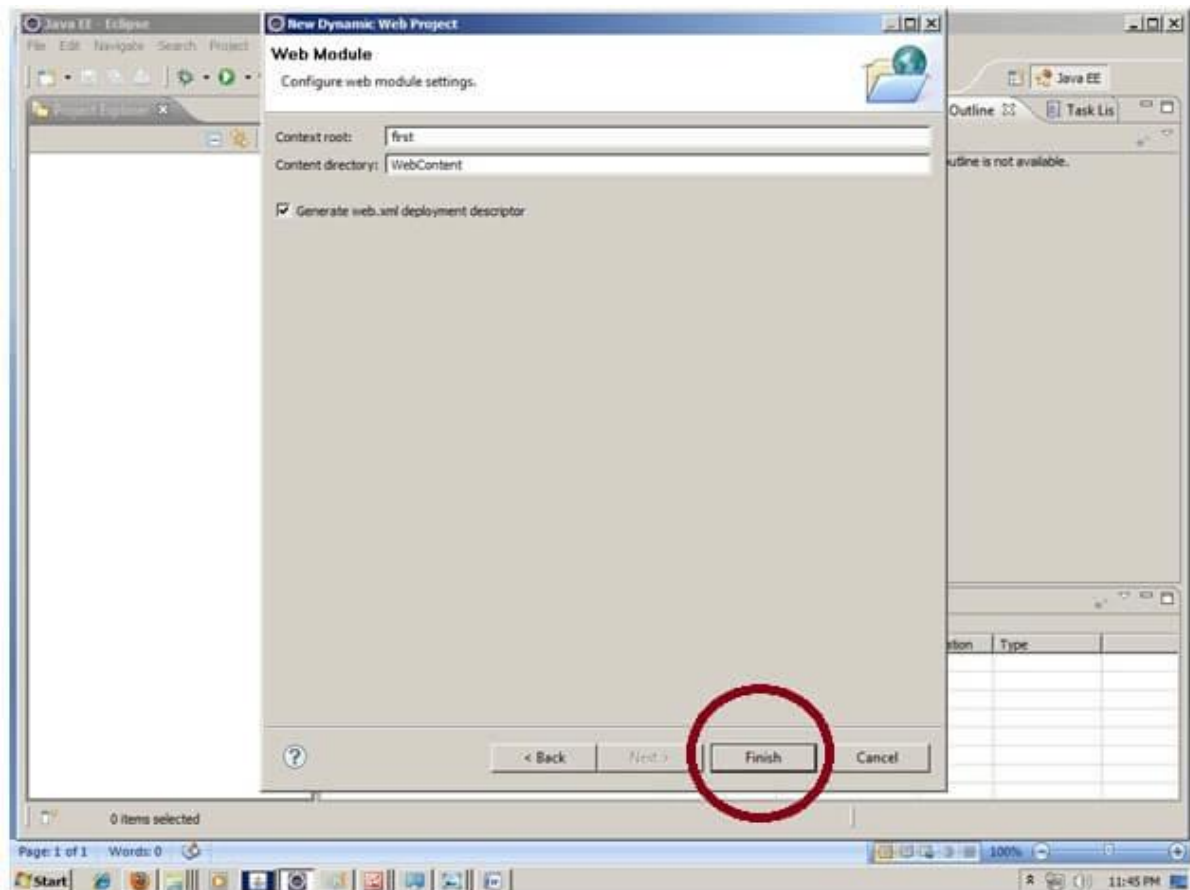 Java EE - Eclipse
New Dynamic Web Project
File Edit Navigate Search Project
Web Module
Configure web module settings.
Java EE
Project Explorer
Outline
Task Lis
Context root: first
Content directory: WebContent
utline is not available.
Generate web.xml deployment descriptor
ation Type
< Back Next > Finish Cancel
0 items selected
Page: 1 of 1 Words: 0 100%
Start 11:45 PM